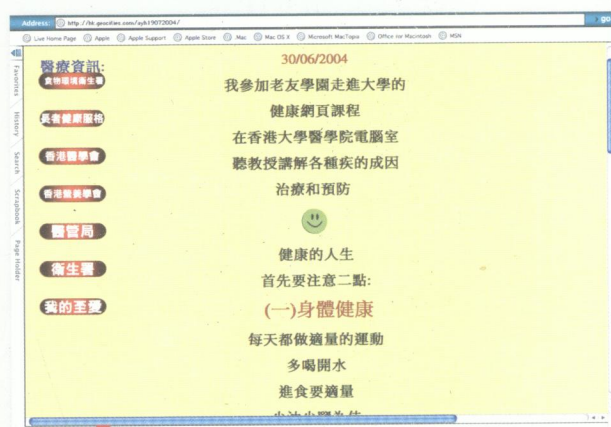 Address: http://hk.geocities.com/ayk19072004/
go
Live Home Page Apple Apple Support Apple Store .Mac Mac OS X Microsoft MacTopia Office for Macintosh MSN
Favorites
History
Search
Scrapbook
Page Holder
醫療資訊:
食物環境衛生署
長者健康服務
香港醫學會
香港營養學會
醫管局
衛生署
我的至愛
30/06/2004
我參加老友學園走進大學的
健康網頁課程
在香港大學醫學院電腦室
聽教授講解各種疾的成因
治療和預防
健康的人生
首先要注意二點:
(一)身體健康
每天都做適量的運動
多喝開水
進食要適量